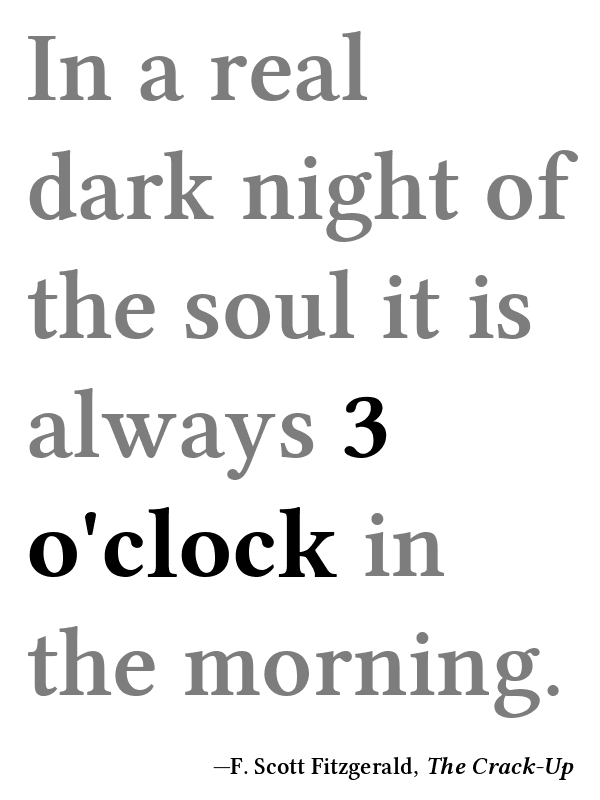 In a real
dark night of
the soul it is
always 3
o'clock in
the morning.
—F. Scott Fitzgerald, The Crack-Up